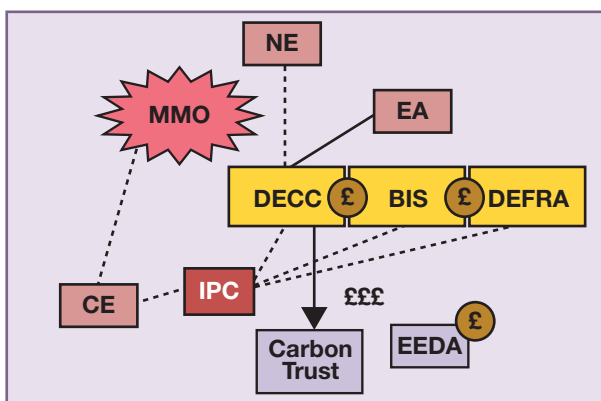 NE
MMO
EA
DECC £ BIS £ DEFRA
CE
IPC
£££
£
Carbon
Trust
EEDA